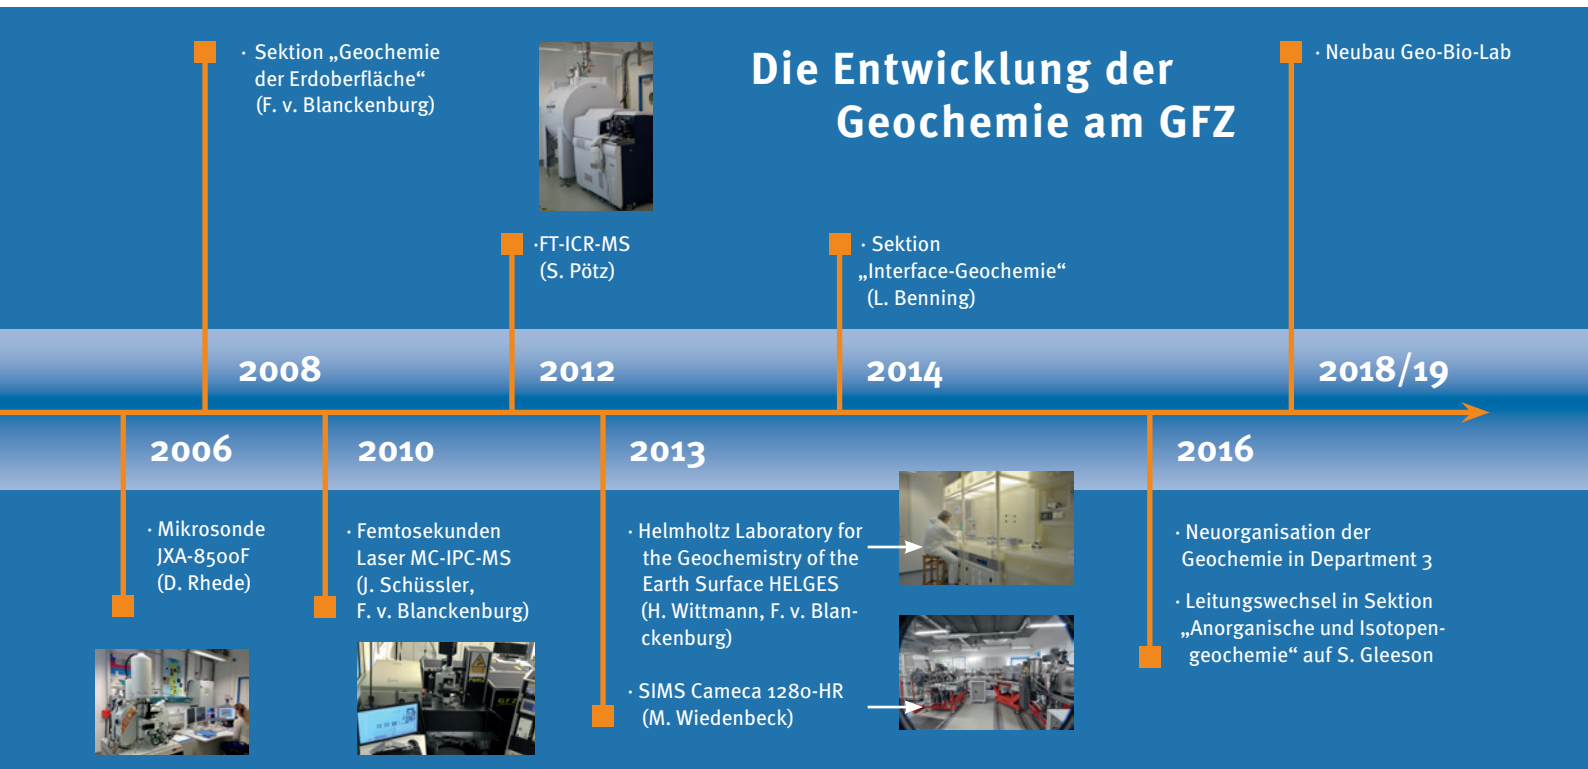 Die Entwicklung der
Geochemie am GFZ
· Sektion „Geochemie
der Erdoberfläche“
(F. v. Blanckenburg)
·FT-ICR-MS
(S. Pötz)
· Sektion
„Interface-Geochemie“
(L. Benning)
· Neubau Geo-Bio-Lab
2008
2012
2014
2018/19
2006
2010
2013
2016
· Mikrosonde
JXA-8500F
(D. Rhede)
· Femtosekunden
Laser MC-IPC-MS
(J. Schüssler,
F. v. Blanckenburg)
· Helmholtz Laboratory for
the Geochemistry of the
Earth Surface HELGES
(H. Wittmann, F. v. Blan-
ckenburg)
· SIMS Cameca 1280-HR
(M. Wiedenbeck)
· Neuorganisation der
Geochemie in Department 3
· Leitungswechsel in Sektion
„Anorganische und Isotopen-
geochemie“ auf S. Gleeson
GFZ